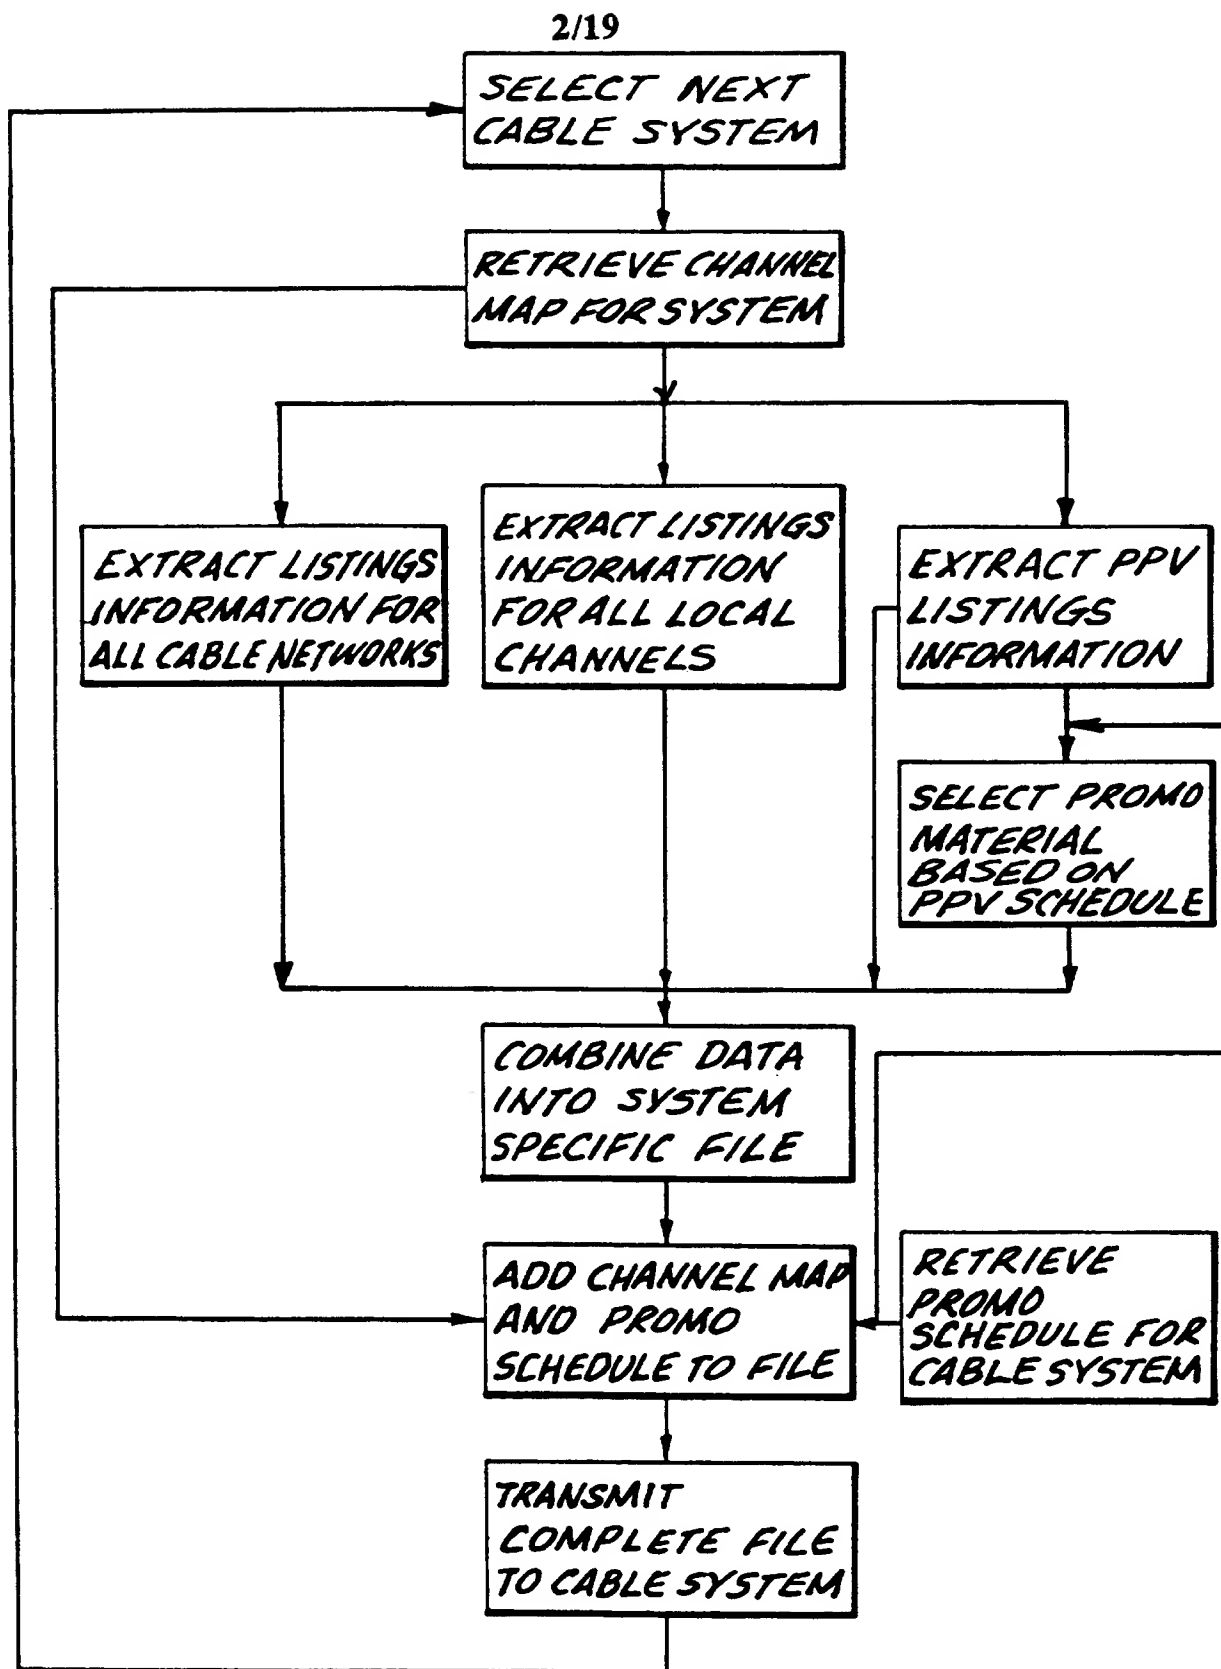 2/19
SELECT NEXT
CABLE SYSTEM
RETRIEVE CHANNEL
MAP FOR SYSTEM
EXTRACT LISTINGS
INFORMATION FOR
ALL CABLE NETWORKS
EXTRACT LISTINGS
INFORMATION
FOR ALL LOCAL
CHANNELS
EXTRACT PPV
LISTINGS
INFORMATION
SELECT PROMO
MATERIAL
BASED ON
PPV SCHEDULE
COMBINE DATA
INTO SYSTEM
SPECIFIC FILE
ADD CHANNEL MAP
AND PROMO
SCHEDULE TO FILE
RETRIEVE
PROMO
SCHEDULE FOR
CABLE SYSTEM
TRANSMIT
COMPLETE FILE
TO CABLE SYSTEM